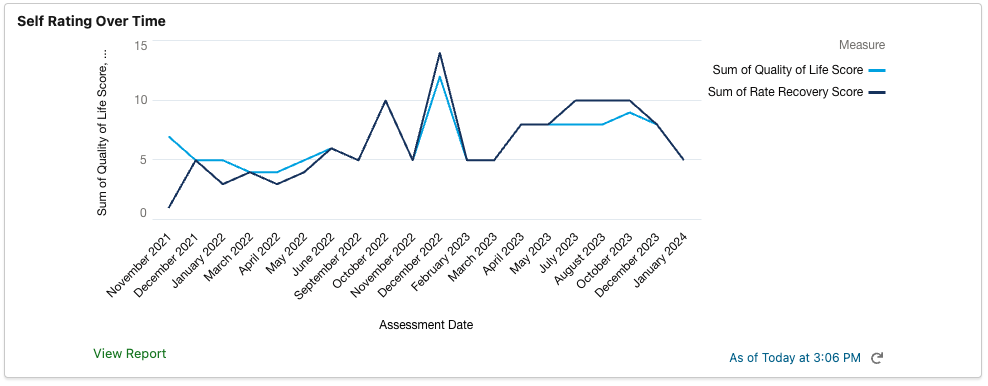 Self Rating Over Time
Sum of Quality of Life Score, ...
15
10
5
0
Measure
Sum of Quality of Life Score
Sum of Rate Recovery Score
November 2021
December 2021
January 2022
March 2022
April 2022
May 2022
June 2022
September 2022
October 2022
November 2022
December 2022
February 2023
March 2023
April 2023
May 2023
July 2023
August 2023
October 2023
December 2023
January 2024
Assessment Date
View Report
As of Today at 3:06 PM